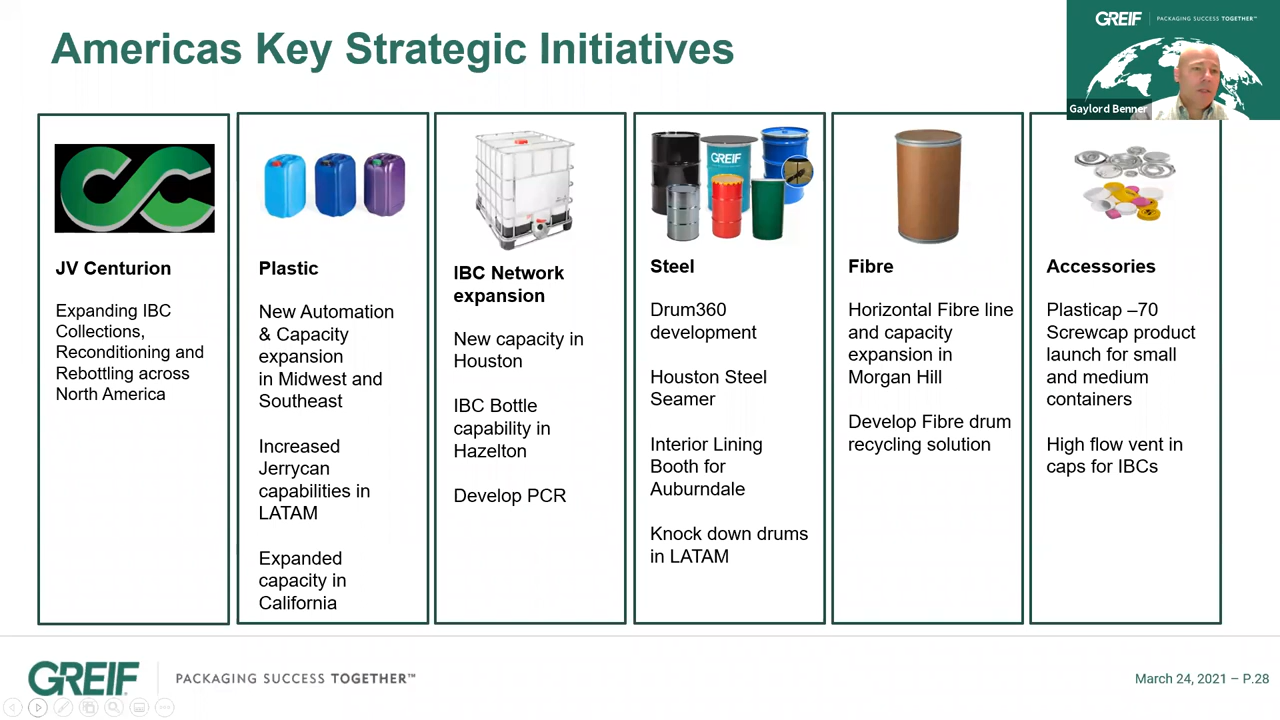 Americas Key Strategic Initiatives
GREIF PACKAGING SUCCESS TOGETHER™
Gaylord Benner
JV Centurion
Expanding IBC
Collections,
Reconditioning and
Rebottling across
North America
Plastic
New Automation
& Capacity
expansion
in Midwest and
Southeast
Increased
Jerrycan
capabilities in
LATAM
Expanded
capacity in
California
IBC Network
expansion
New capacity in
Houston
IBC Bottle
capability in
Hazelton
Develop PCR
GREIF
Steel
Drum360
development
Houston Steel
Seamer
Interior Lining
Booth for
Auburndale
Knock down drums
in LATAM
Fibre
Horizontal Fibre line
and capacity
expansion in
Morgan Hill
Develop Fibre drum
recycling solution
Accessories
Plasticap –70
Screwcap product
launch for small
and medium
containers
High flow vent in
caps for IBCs
GREIF PACKAGING SUCCESS TOGETHER™
March 24, 2021 – P.28